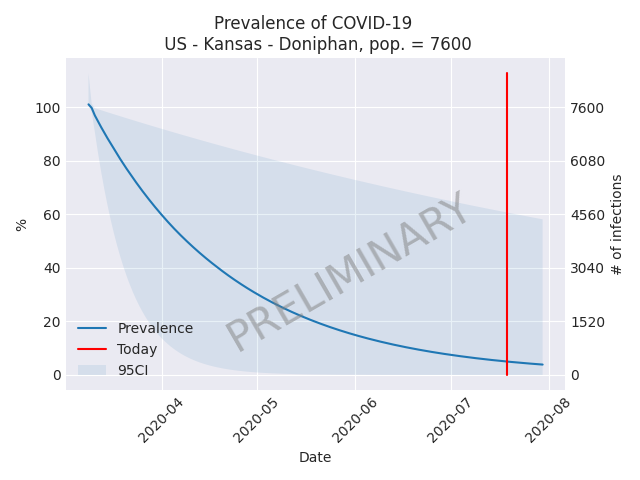 Prevalence of COVID-19
US - Kansas - Doniphan, pop. = 7600
100
80
60
40
20
0
%
7600
6080
4560
3040
1520
0
# of infections
PRELIMINARY
Prevalence
Today
95CI
2020-04
2020-05
2020-06
2020-07
2020-08
Date